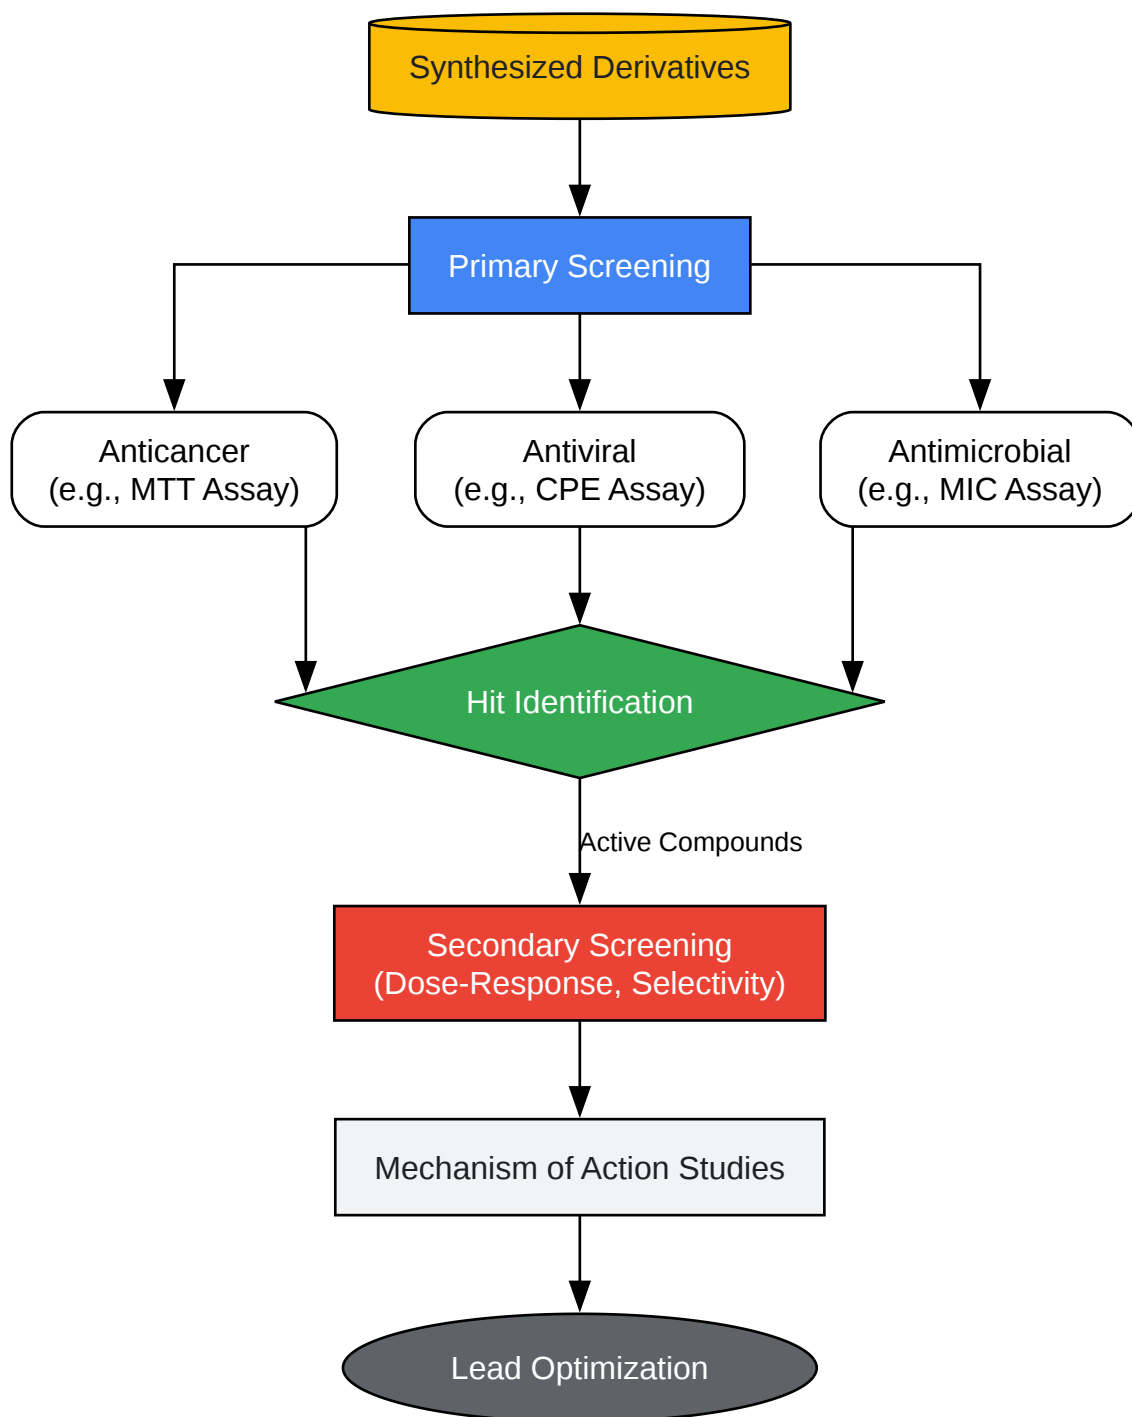 Synthesized Derivatives
Primary Screening
Anticancer
(e.g., MTT Assay)
Antiviral
(e.g., CPE Assay)
Antimicrobial
(e.g., MIC Assay)
Hit Identification
Active Compounds
Secondary Screening
(Dose-Response, Selectivity)
Mechanism of Action Studies
Lead Optimization